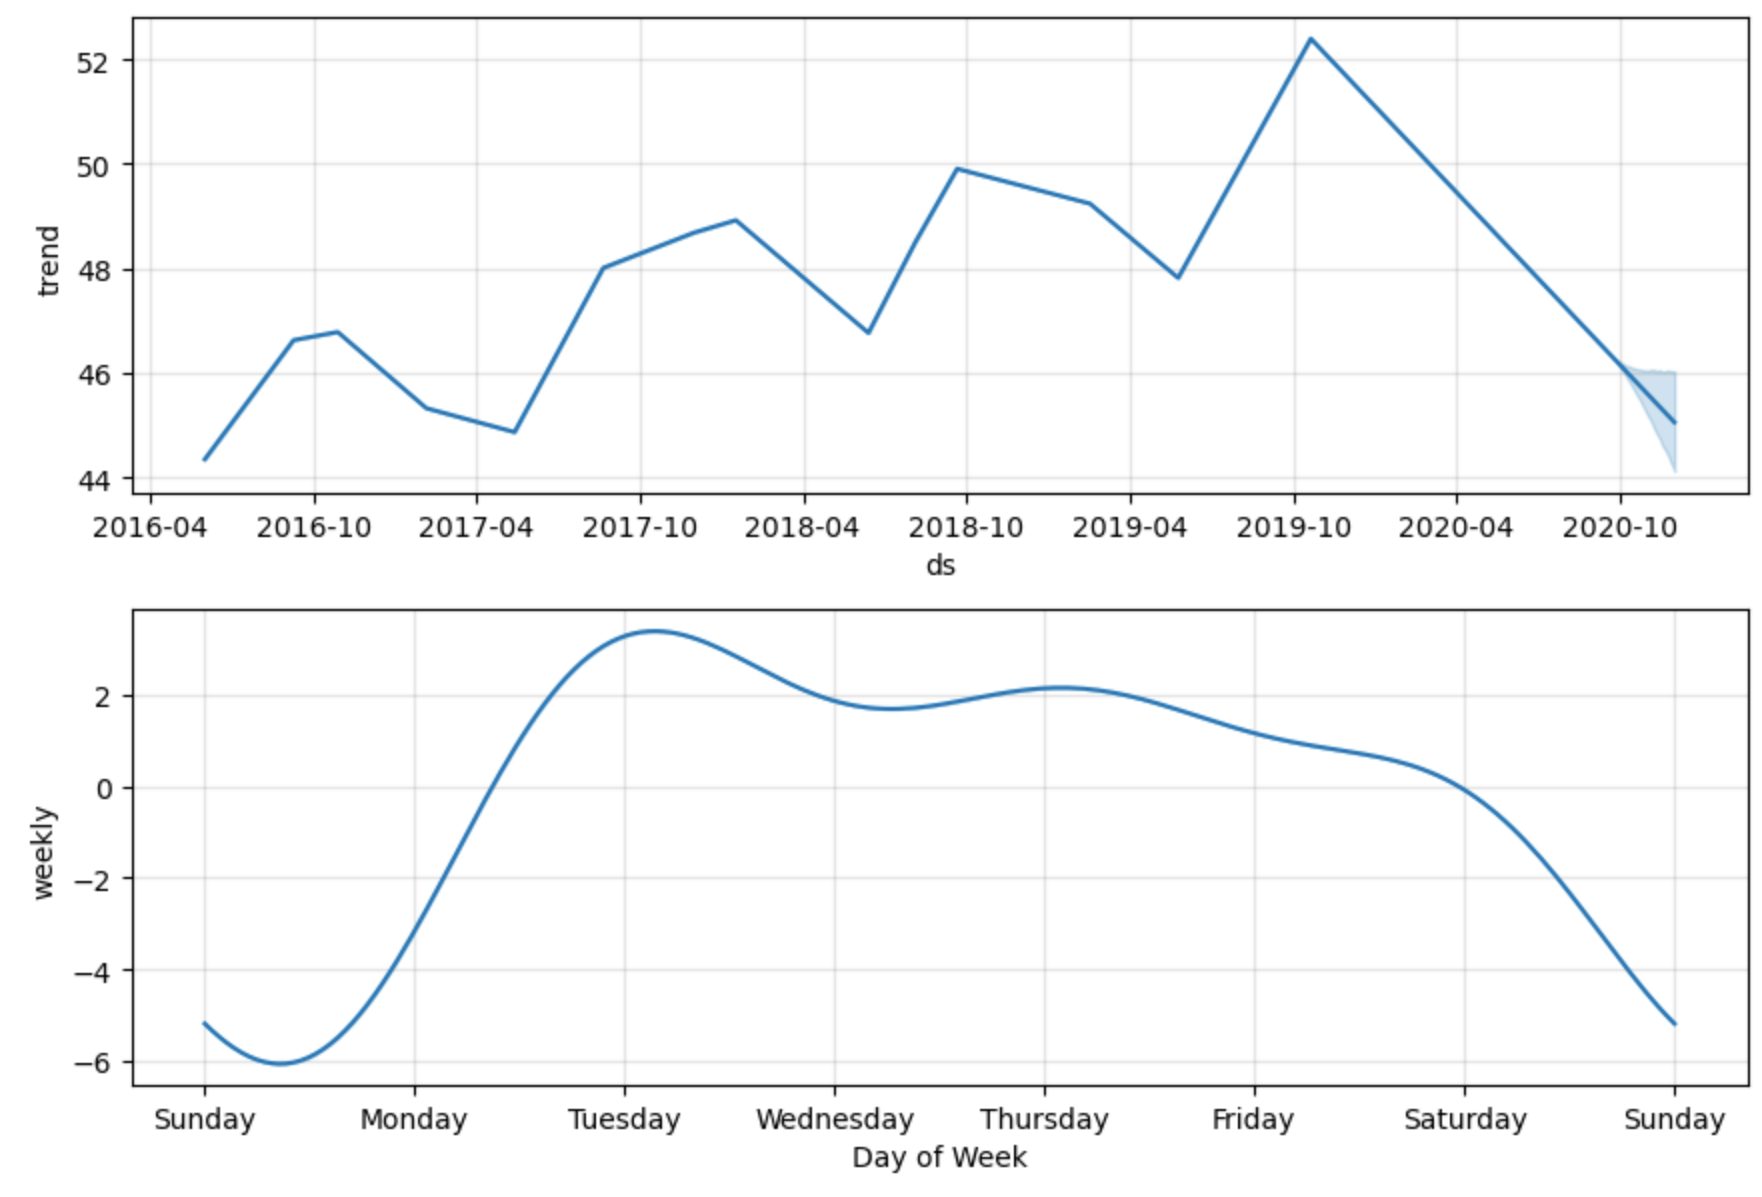 52
50
48
46
44
trend
2016-04 2016-10 2017-04 2017-10 2018-04 2018-10 2019-04 2019-10 2020-04 2020-10
ds
2
0
−2
−4
−6
weekly
Sunday Monday Tuesday Wednesday Thursday Friday Saturday Sunday
Day of Week